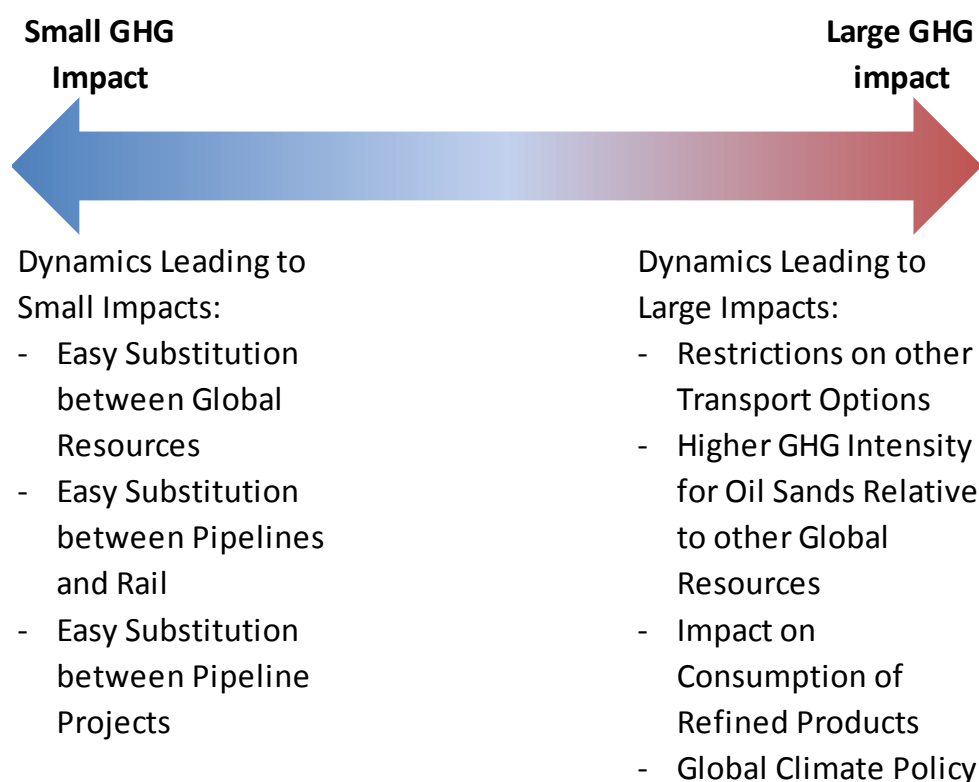 Small GHG
Impact
Large GHG
impact
Dynamics Leading to
Small Impacts:
- Easy Substitution
between Global
Resources
- Easy Substitution
between Pipelines
and Rail
- Easy Substitution
between Pipeline
Projects
Dynamics Leading to
Large Impacts:
- Restrictions on other
Transport Options
- Higher GHG Intensity
for Oil Sands Relative
to other Global
Resources
- Impact on
Consumption of
Refined Products
- Global Climate Policy